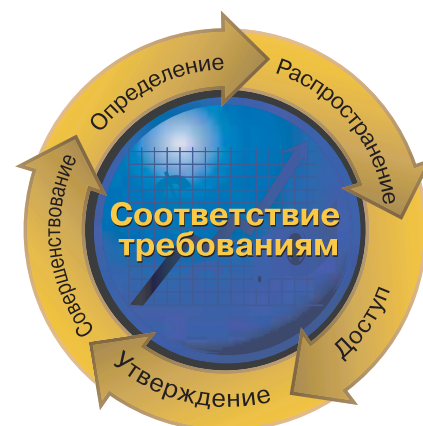 Определение
Распространение
Доступ
Утверждение
Совершенствование
Соответствие
требованиям